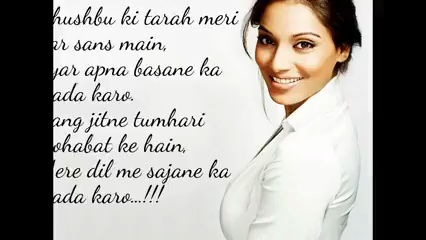 hushbu ki tarah meri
ar sans main,
yar apna basane ka
ada karo.
ang jitne tumhari
ohabat ke hain,
ere dil me sajane ka
ada karo...!!!